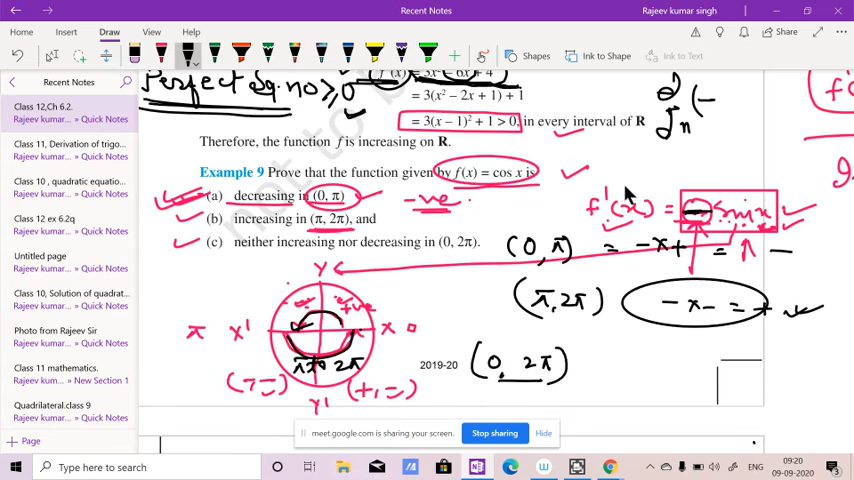 Recent Notes
Rajeev kumar singh
Home Insert Draw View Help
Share
Shapes
Ink to Shape
Ink to Text
Recent Notes
Class 12,Ch 6.2.
Rajeev kumar... » Quick Notes
Class 11, Derivation of trigo...
Rajeev kumar... » Quick Notes
Class 10 , quadratic equatio...
Rajeev kumar... » Quick Notes
Class 12 ex 6.2q
Rajeev kumar... » Quick Notes
Untitled page
Rajeev kumar... » Quick Notes
Class 10, Solution of quadrat...
Rajeev kumar... » Quick Notes
Photo from Rajeev Sir
Rajeev kumar... » Quick Notes
Class 11 mathematics.
Rajeev kum... » New Section 1
Quadrilateral.class 9
Rajeev kumar... » Quick Notes
+ Page
Perfect sq. no ≥ 0
f (x) = 3x² – 6x + 4
= 3(x² – 2x + 1) + 1
= 3(x – 1)² + 1 > 0, in every interval of R
Therefore, the function f is increasing on R.
Example 9 Prove that the function given by f(x) = cos x is
(a) decreasing in (0, π)
-ve
(b) increasing in (π, 2π), and
(c) neither increasing nor decreasing in (0, 2π).
f'(x) = - sin x
(0, π) = - x + = -
(π, 2π) - x - = +
(0, 2π)
Y
+ve
π X' X 0
π 2π
Y'
2019-20
meet.google.com is sharing your screen.
Stop sharing
Hide
Type here to search
ENG
09:20
09-09-2020
3